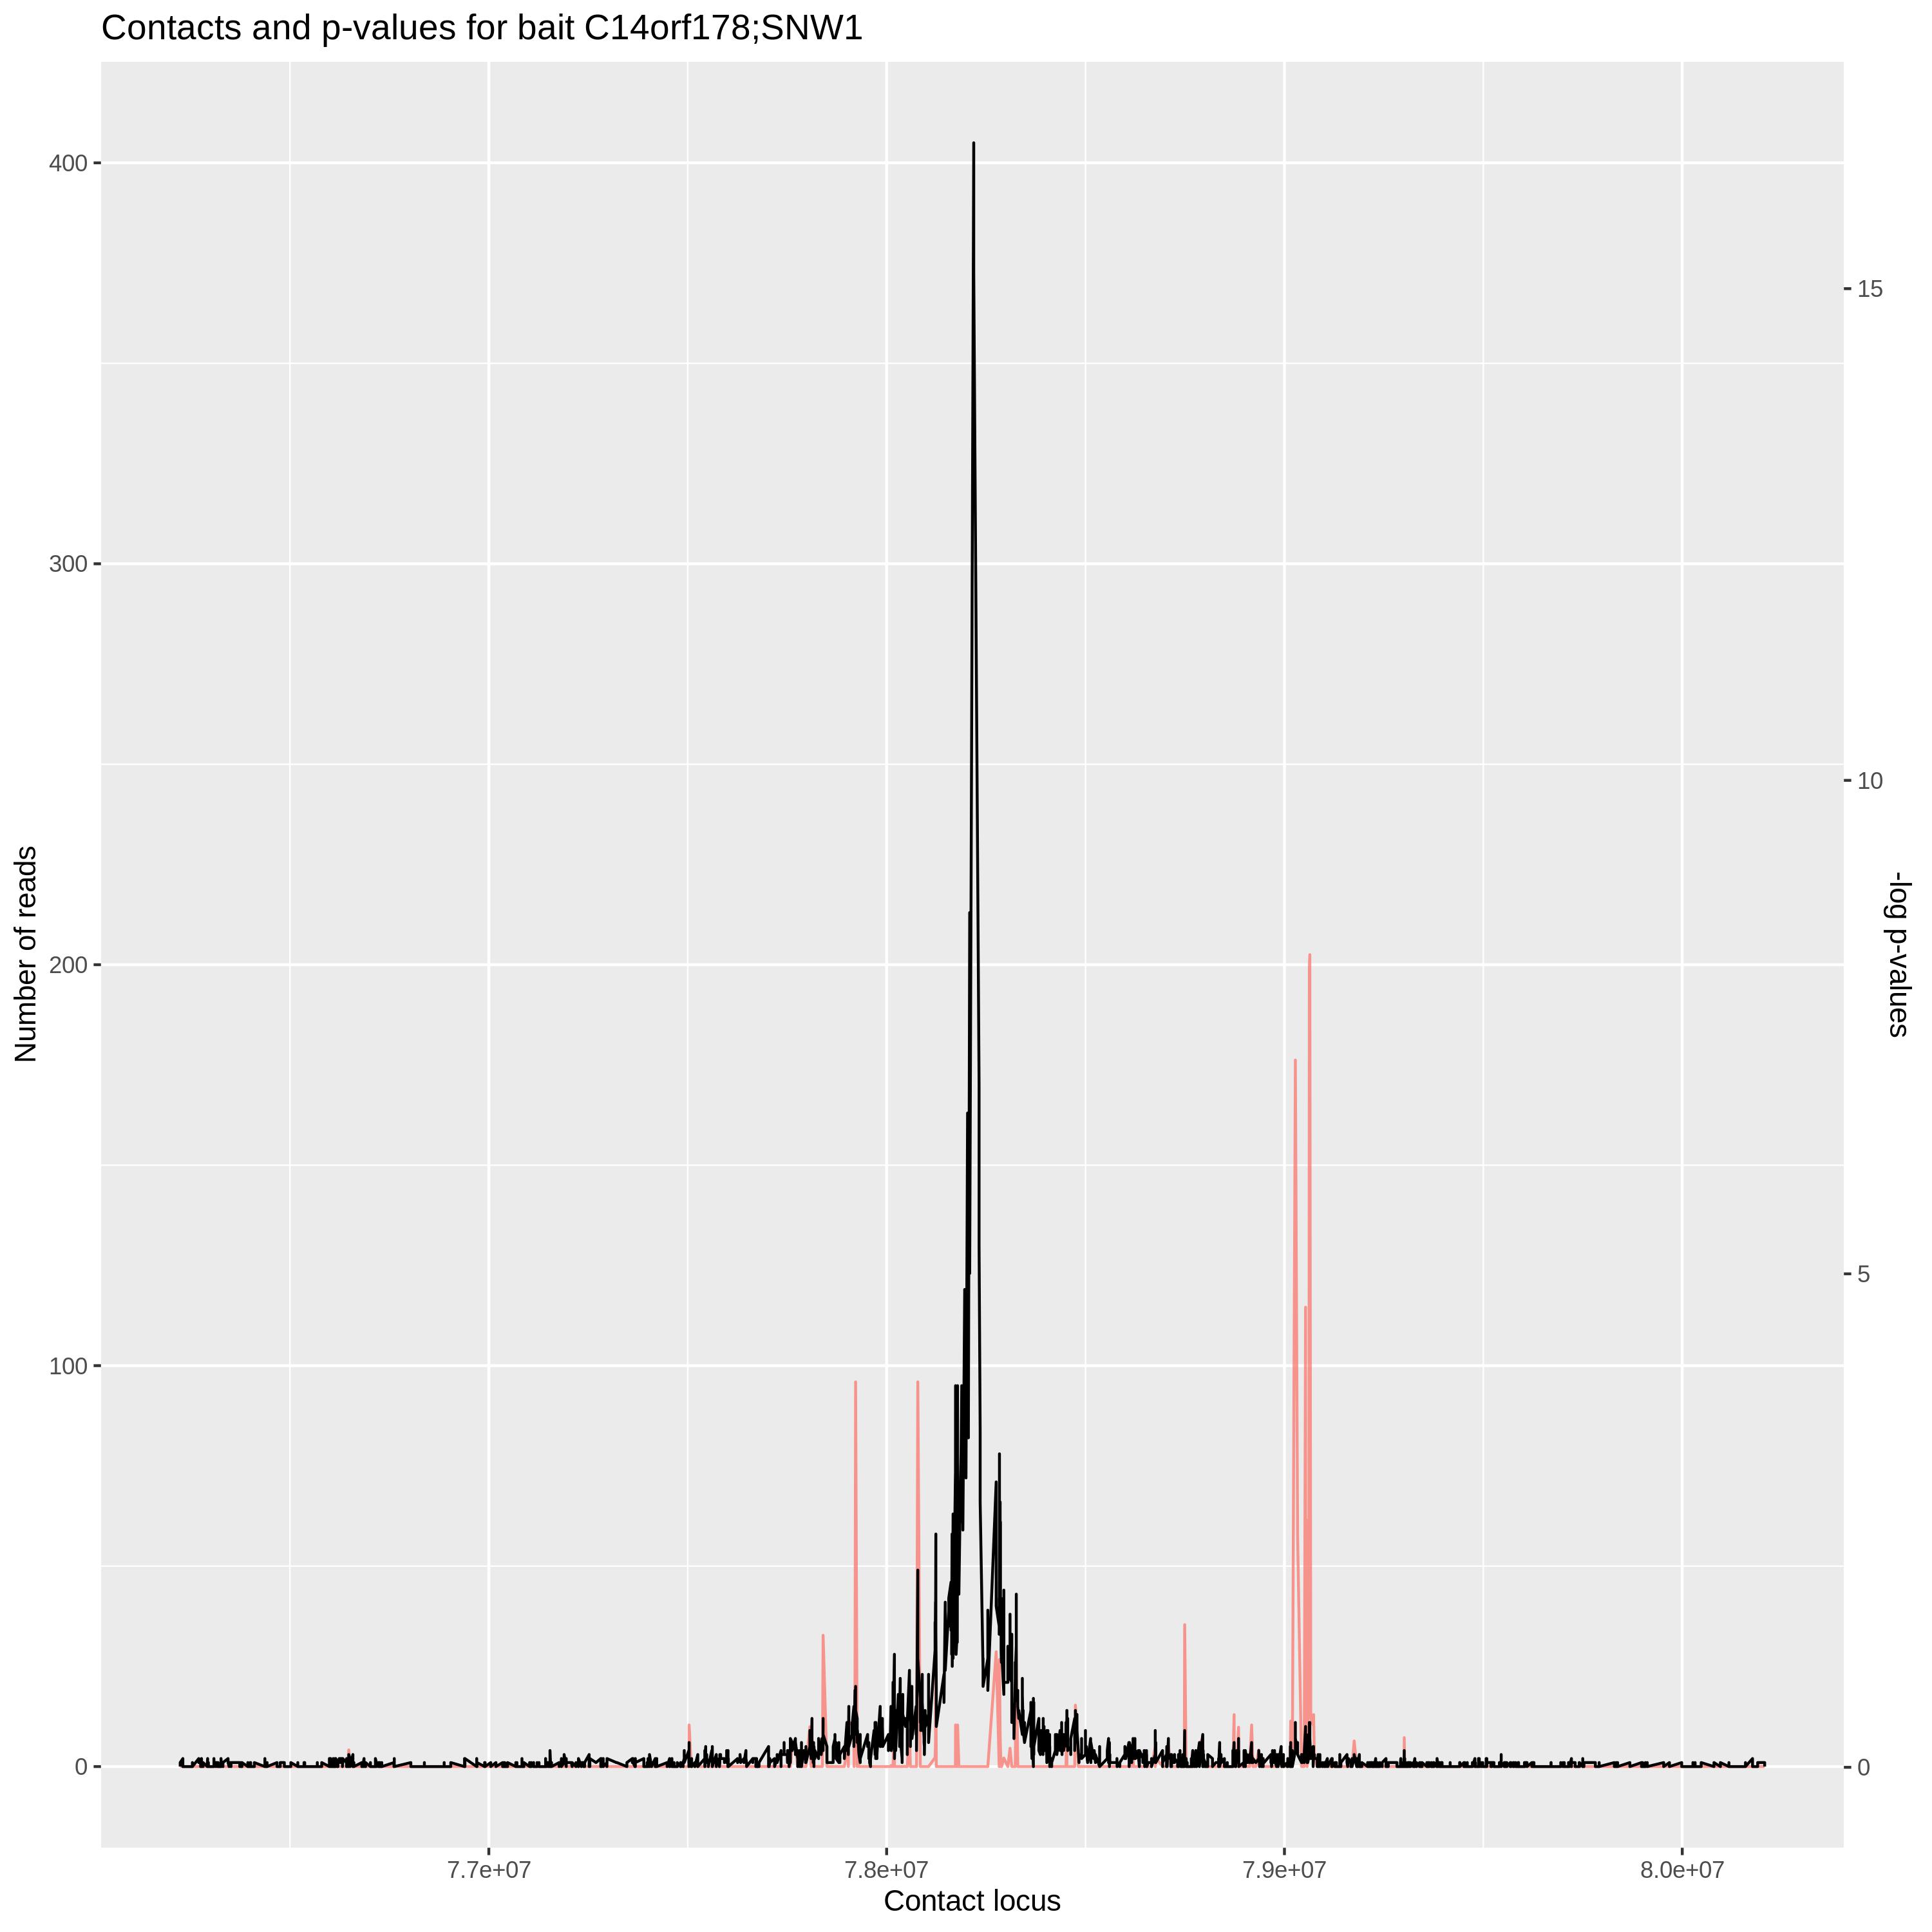 Contacts and p-values for bait C14orf178;SNW1
400
300
200
100
0
15
10
5
0
Number of reads
-log p-values
7.7e+07
7.8e+07
7.9e+07
8.0e+07
Contact locus